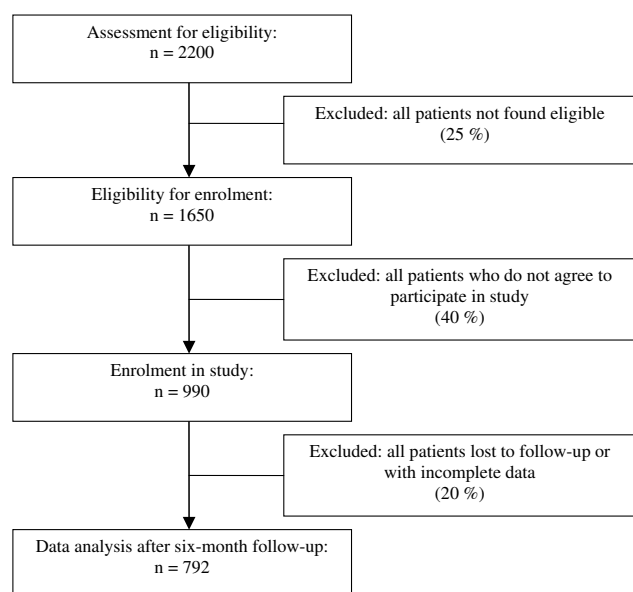 Assessment for eligibility:
n = 2200
Excluded: all patients not found eligible
(25 %)
Eligibility for enrolment:
n = 1650
Excluded: all patients who do not agree to
participate in study
(40 %)
Enrolment in study:
n = 990
Excluded: all patients lost to follow-up or
with incomplete data
(20 %)
Data analysis after six-month follow-up:
n = 792